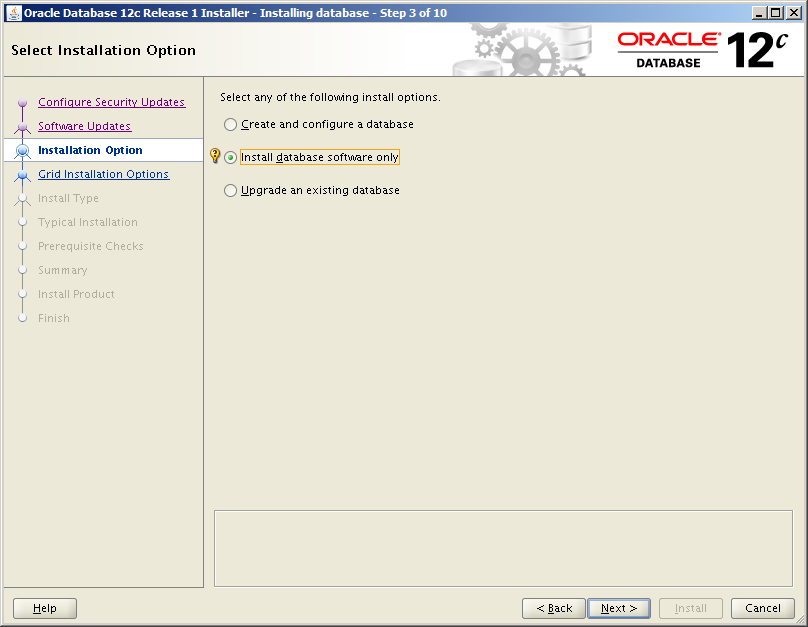 Oracle Database 12c Release 1 Installer - Installing database - Step 3 of 10
Select Installation Option
ORACLE®
DATABASE
12c
Configure Security Updates
Software Updates
Installation Option
Grid Installation Options
Install Type
Typical Installation
Prerequisite Checks
Summary
Install Product
Finish
Select any of the following install options.
Create and configure a database
Install database software only
Upgrade an existing database
Help
< Back
Next >
Install
Cancel